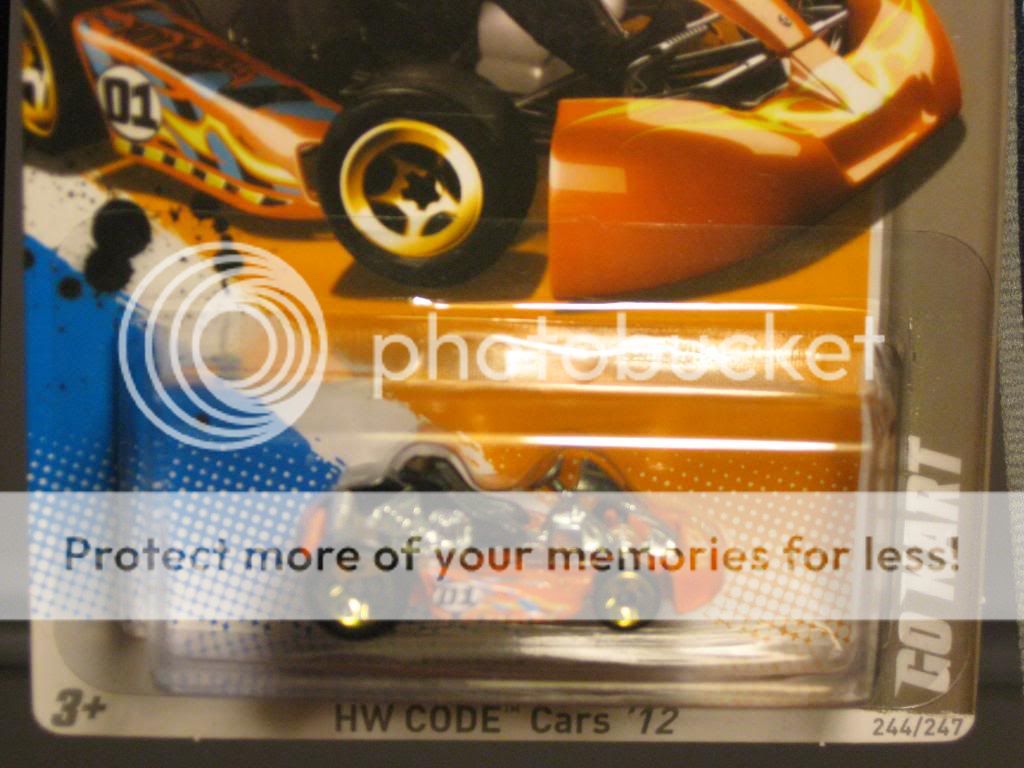 01
photobucket
Protect more of your memories for less!
01
GO KART
3+
HW CODE™ Cars '12
244/247